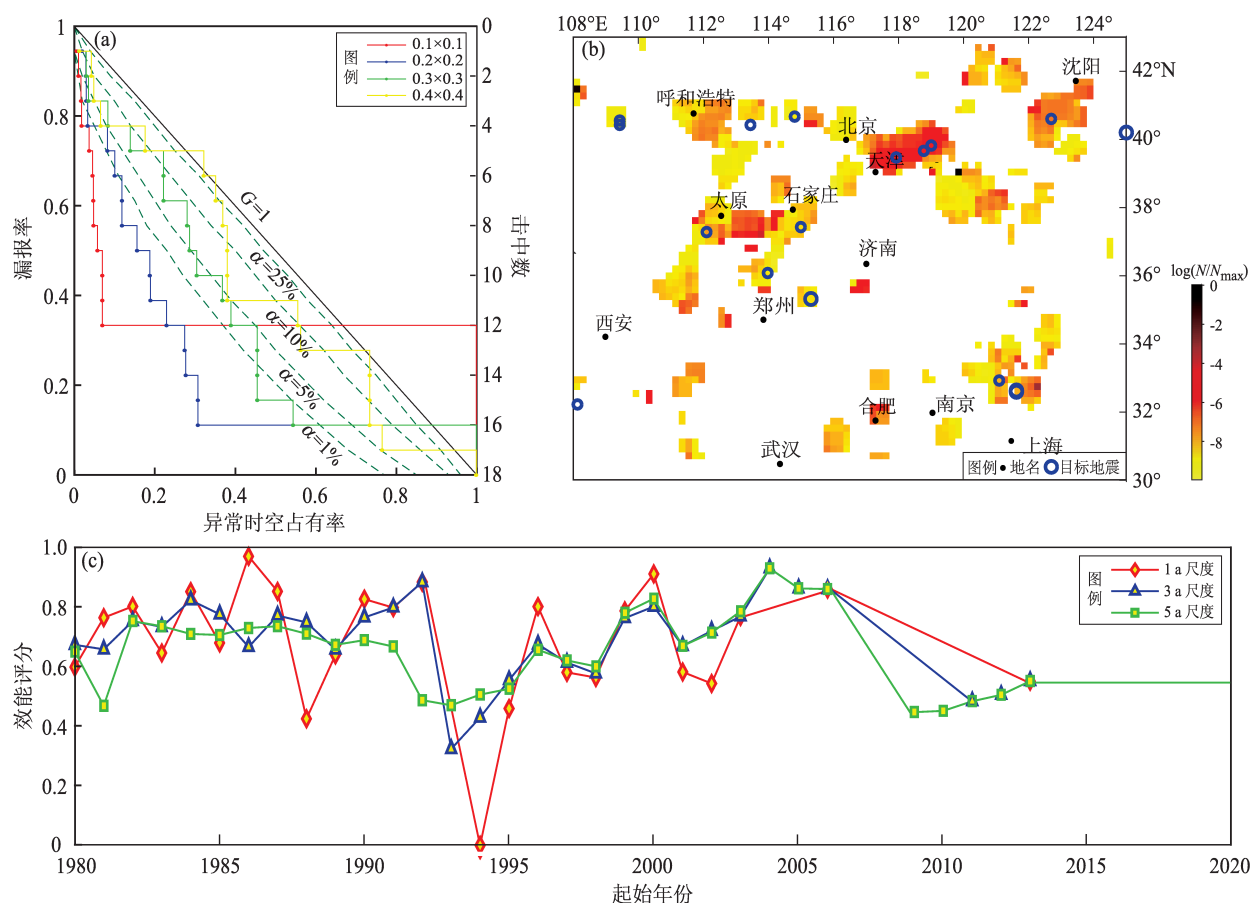 (a)
图例
0.1×0.1
0.2×0.2
0.3×0.3
0.4×0.4
G=1
α=25%
α=10%
α=5%
α=1%
漏报率
1
0.8
0.6
0.4
0.2
0
0 0.2 0.4 0.6 0.8 1
异常时空占有率
击中数
0
2
4
6
8
10
12
14
16
18
(b)
108°E 110° 112° 114° 116° 118° 120° 122° 124°
42°N
40°
38°
36°
34°
32°
30°
沈阳
呼和浩特
北京
天津
太原
石家庄
济南
郑州
西安
合肥
南京
武汉
上海
图例 地名 目标地震
log(N/Nmax)
0
-2
-4
-6
-8
(c)
图例
1 a 尺度
3 a 尺度
5 a 尺度
效能评分
1.0
0.8
0.6
0.4
0.2
0
1980 1985 1990 1995 2000 2005 2010 2015 2020
起始年份